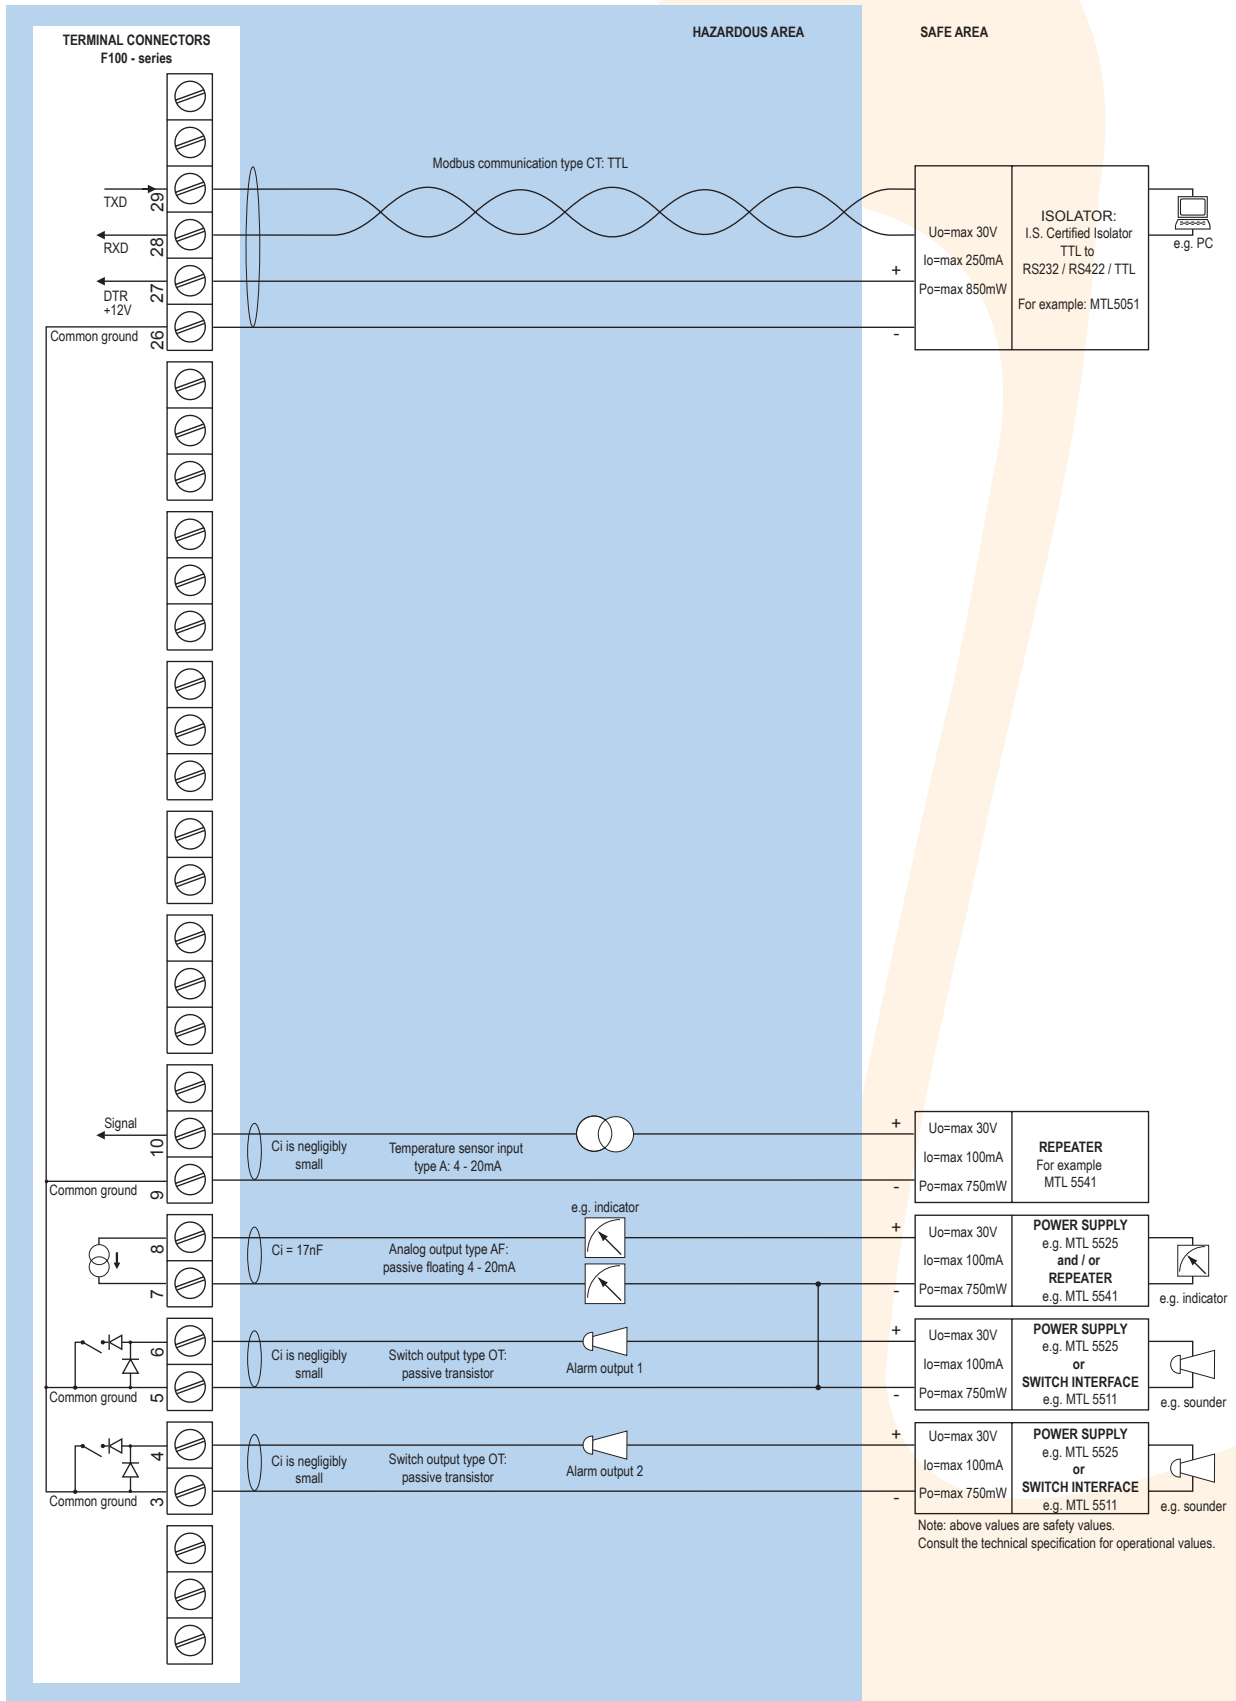 TERMINAL CONNECTORS
F100 - series
HAZARDOUS AREA
SAFE AREA
Modbus communication type CT: TTL
TXD
29
RXD
28
DTR
+12V
27
Common ground
26
+
-
Uo=max 30V
Io=max 250mA
Po=max 850mW
ISOLATOR:
I.S. Certified Isolator
TTL to
RS232 / RS422 / TTL
For example: MTL5051
e.g. PC
Signal
10
Common ground
9
Ci is negligibly
small
Temperature sensor input
type A: 4 - 20mA
+
-
Uo=max 30V
Io=max 100mA
Po=max 750mW
REPEATER
For example
MTL 5541
8
7
Ci = 17nF
Analog output type AF:
passive floating 4 - 20mA
e.g. indicator
+
-
Uo=max 30V
Io=max 100mA
Po=max 750mW
POWER SUPPLY
e.g. MTL 5525
and / or
REPEATER
e.g. MTL 5541
e.g. indicator
6
Common ground
5
Ci is negligibly
small
Switch output type OT:
passive transistor
Alarm output 1
+
-
Uo=max 30V
Io=max 100mA
Po=max 750mW
POWER SUPPLY
e.g. MTL 5525
or
SWITCH INTERFACE
e.g. MTL 5511
e.g. sounder
4
Common ground
3
Ci is negligibly
small
Switch output type OT:
passive transistor
Alarm output 2
+
-
Uo=max 30V
Io=max 100mA
Po=max 750mW
POWER SUPPLY
e.g. MTL 5525
or
SWITCH INTERFACE
e.g. MTL 5511
e.g. sounder
Note: above values are safety values.
Consult the technical specification for operational values.